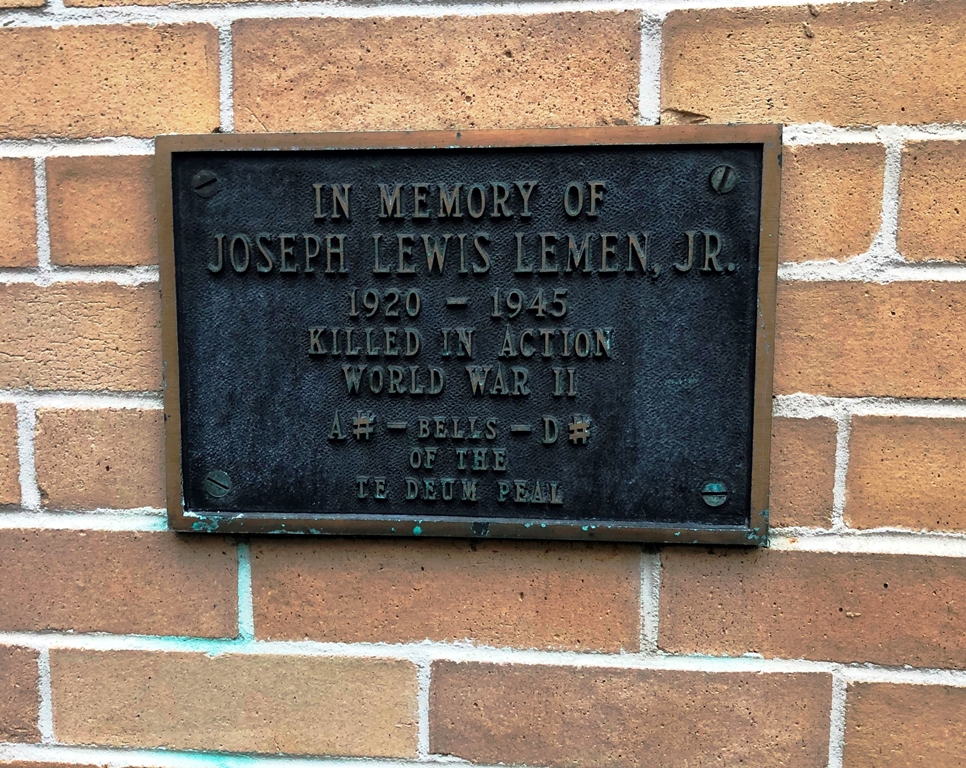 IN MEMORY OF
JOSEPH LEWIS LEMEN, JR.
1920 – 1945
KILLED IN ACTION
WORLD WAR II
A# – BELLS – D#
OF THE
TE DEUM PEAL